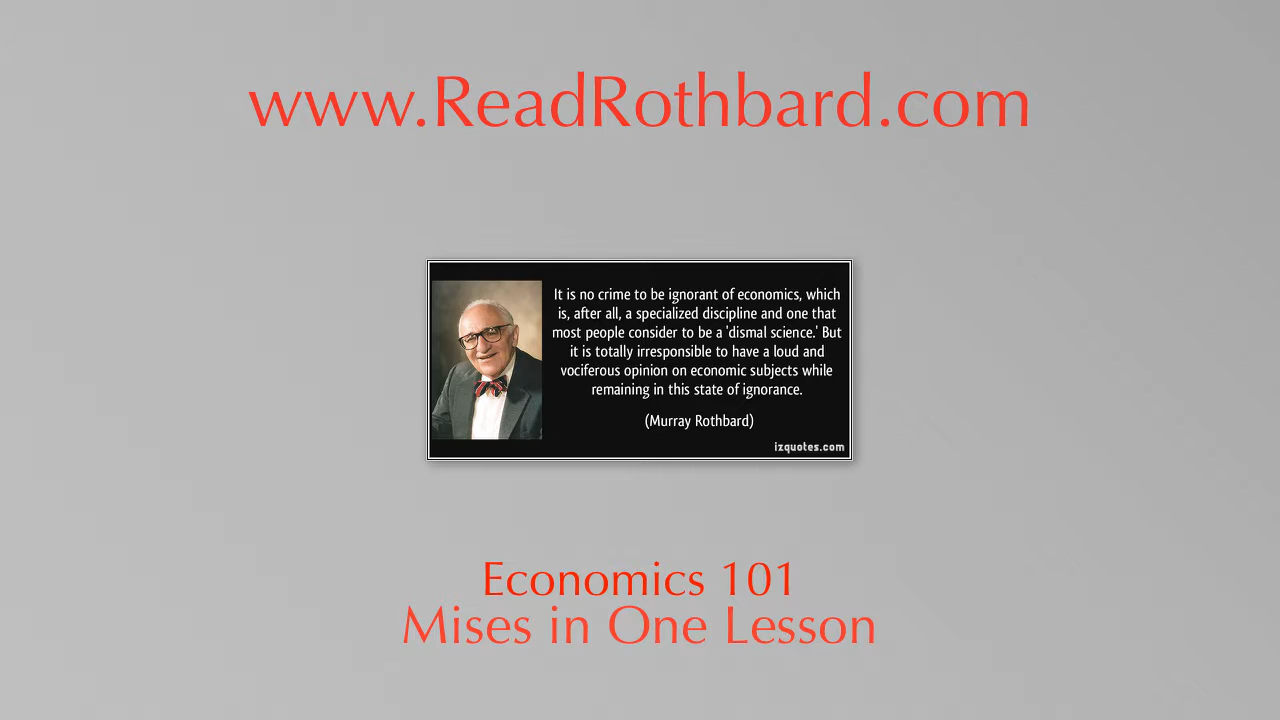 www.ReadRothbard.com
It is no crime to be ignorant of economics, which
is, after all, a specialized discipline and one that
most people consider to be a 'dismal science.' But
it is totally irresponsible to have a loud and
vociferous opinion on economic subjects while
remaining in this state of ignorance.
(Murray Rothbard)
izquotes.com
Economics 101
Mises in One Lesson